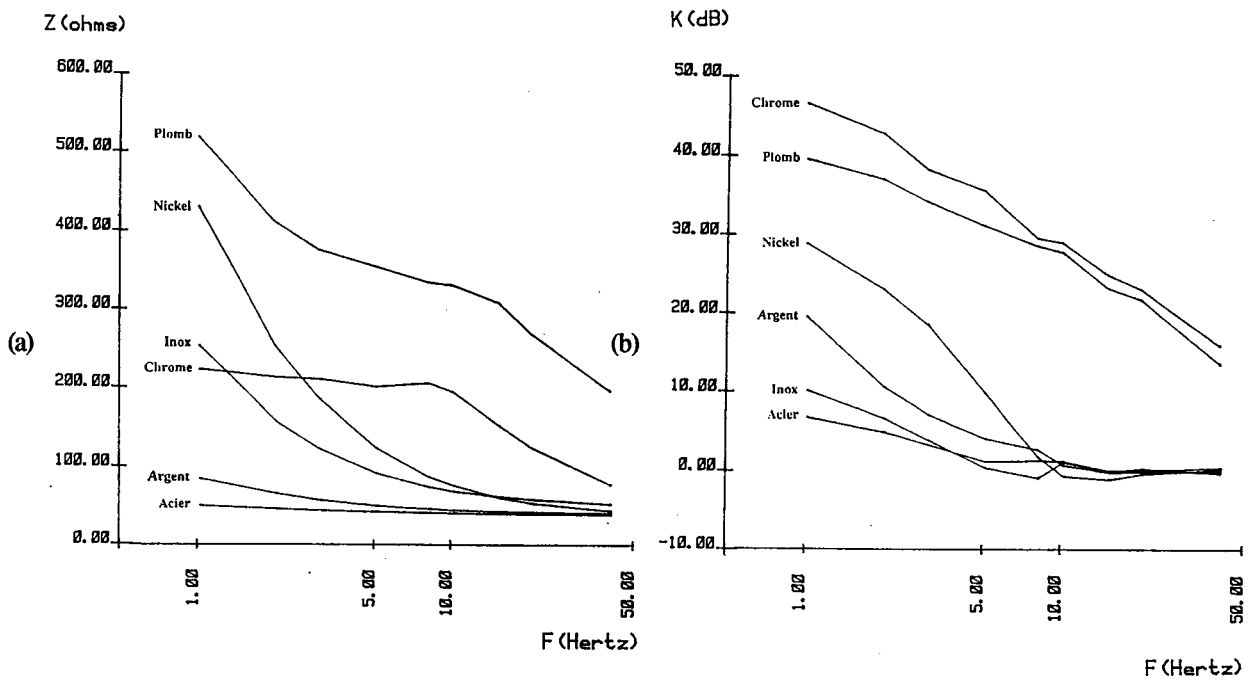 Z (ohms)
600.00
500.00
400.00
300.00
200.00
100.00
0.00
Plomb
Nickel
Inox
Chrome
Argent
Acier
(a)
1.00
5.00
10.00
50.00
F (Hertz)
K (dB)
50.00
40.00
30.00
20.00
10.00
0.00
-10.00
Chrome
Plomb
Nickel
Argent
Inox
Acier
(b)
1.00
5.00
10.00
50.00
F (Hertz)